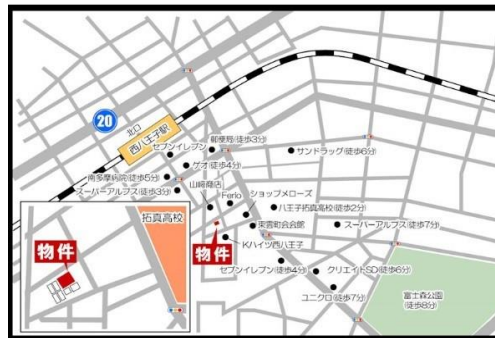 20
北口
西八王子駅
セブンイレブン
郵便局(徒歩3分)
サンドラッグ(徒歩6分)
ゲオ(徒歩4分)
南多摩病院(徒歩5分)
スーパーアルプス(徒歩3分)
山崎商店
Ferio
ショップメローズ
八王子拓真高校(徒歩2分)
東雲町会会館
スーパーアルプス(徒歩7分)
物件
Kハイツ西八王子
セブンイレブン(徒歩4分)
クリエイトSD(徒歩6分)
ユニクロ(徒歩7分)
富士森公園
(徒歩8分)
拓真高校
物件